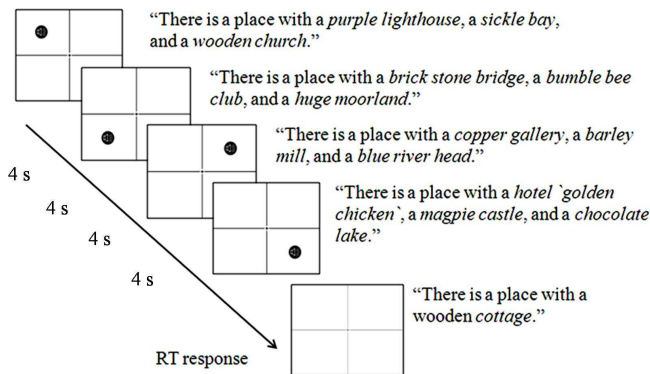 “There is a place with a purple lighthouse, a sickle bay,
and a wooden church.”
“There is a place with a brick stone bridge, a bumble bee
club, and a huge moorland.”
“There is a place with a copper gallery, a barley
mill, and a blue river head.”
“There is a place with a hotel `golden
chicken`, a magpie castle, and a chocolate
lake.”
“There is a place with a
wooden cottage.”
4 s
4 s
4 s
4 s
RT response